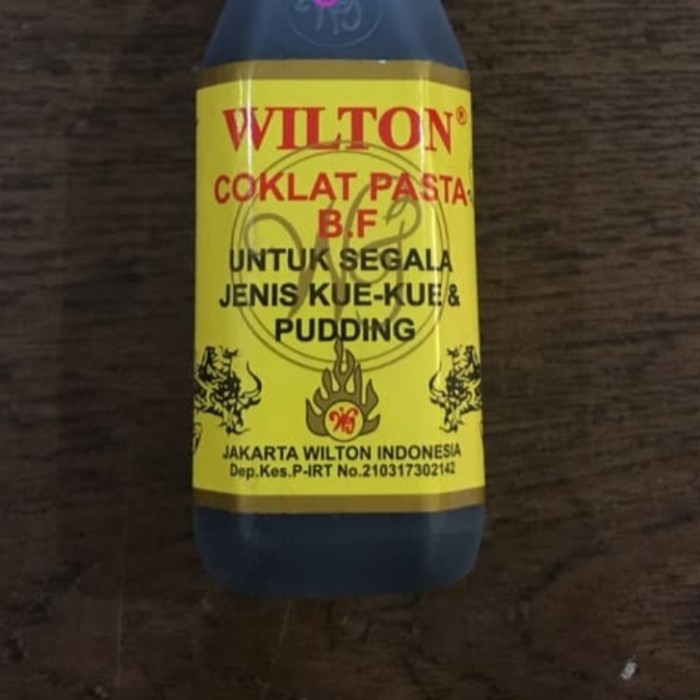 WILTON®
COKLAT PASTA
B.F
UNTUK SEGALA
JENIS KUE-KUE &
PUDDING
JAKARTA WILTON INDONESIA
Dep.Kes.P-IRT No.210317302142